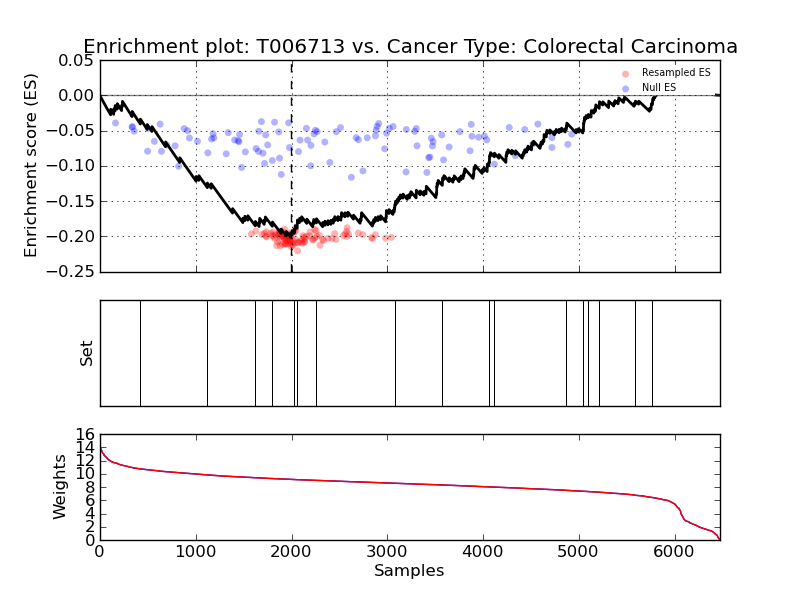 Enrichment plot: T006713 vs. Cancer Type: Colorectal Carcinoma
0.05
0.00
−0.05
−0.10
−0.15
−0.20
−0.25
Enrichment score (ES)
Resampled ES
Null ES
Set
16
14
12
10
8
6
4
2
0
Weights
0 1000 2000 3000 4000 5000 6000
Samples